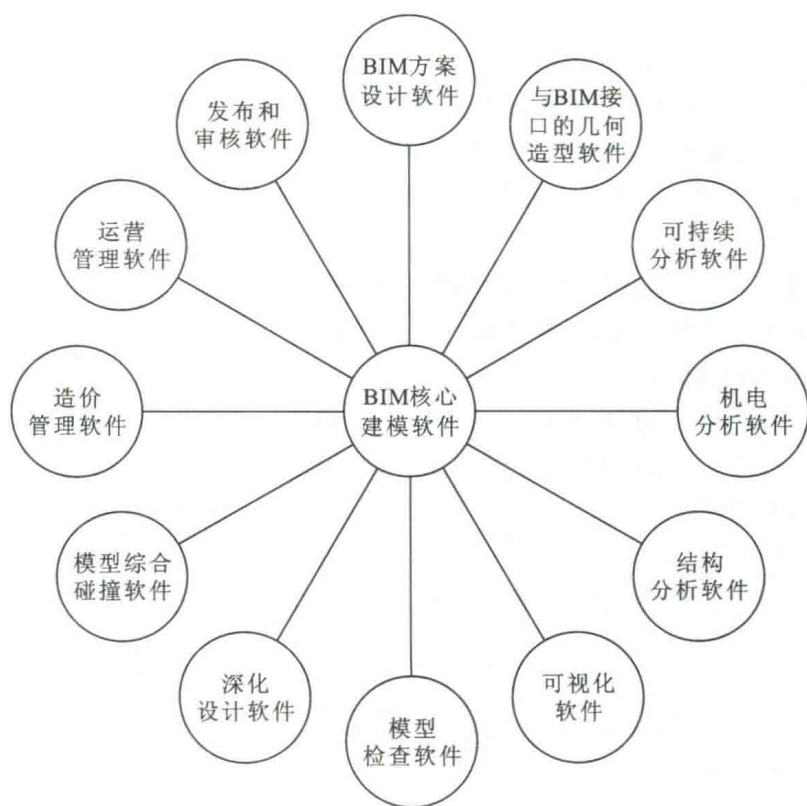 BIM方案
设计软件
与BIM接
口的几何
造型软件
可持续
分析软件
机电
分析软件
结构
分析软件
可视化
软件
模型
检查软件
深化
设计软件
模型综合
碰撞软件
造价
管理软件
运营
管理软件
发布和
审核软件
BIM核心
建模软件